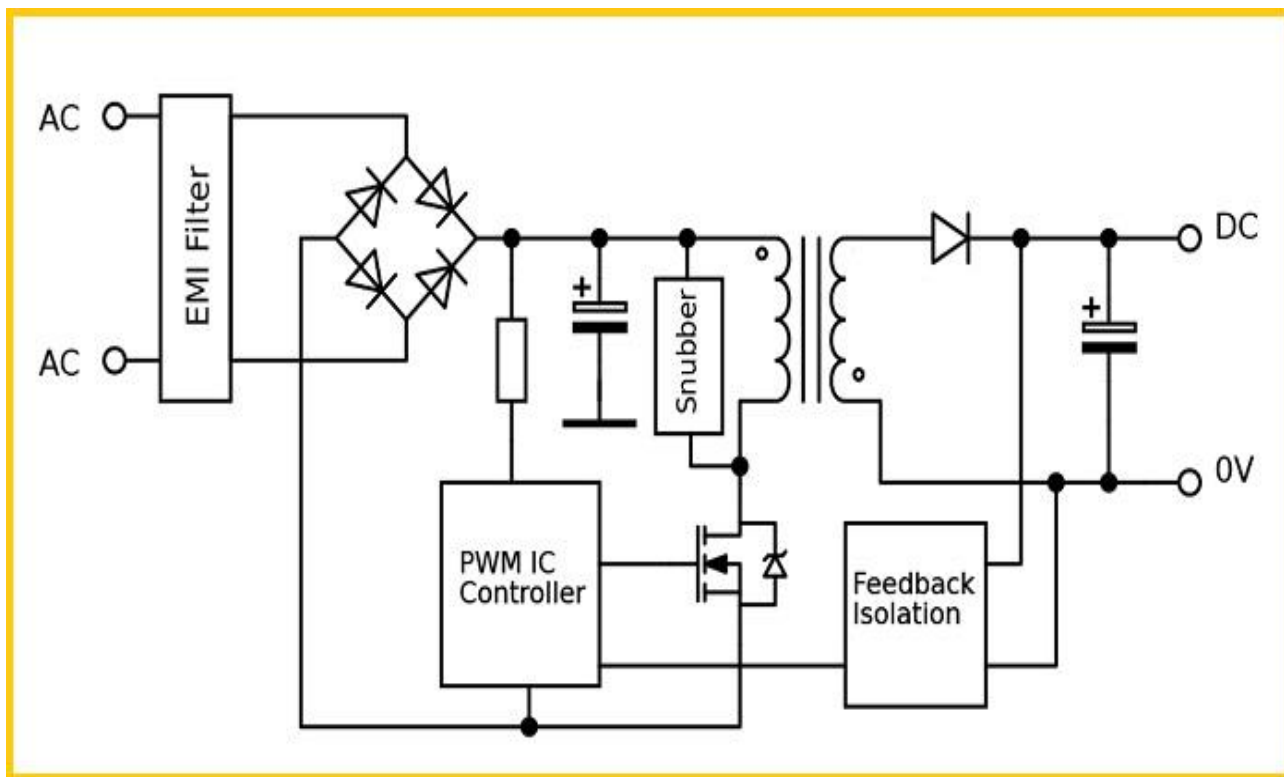 AC
EMI Filter
AC
+
Snubber
DC
+
0V
PWM IC
Controller
Feedback
Isolation